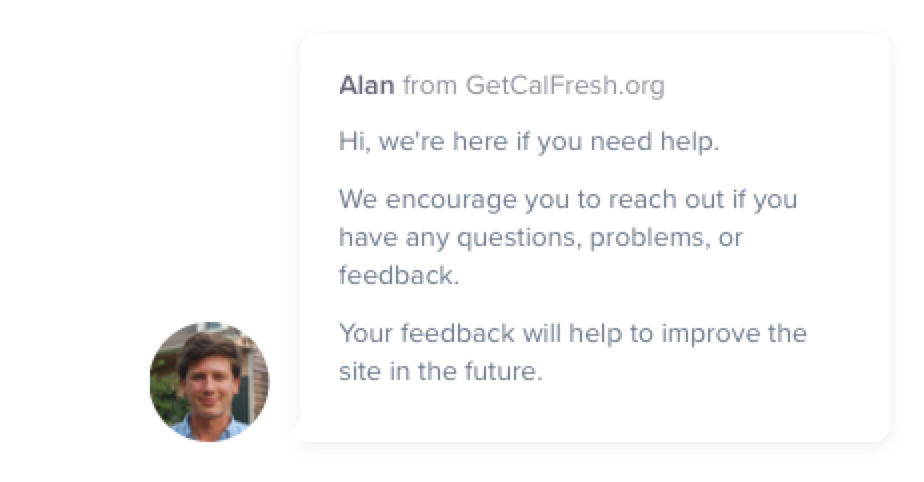 Alan from GetCalFresh.org
Hi, we're here if you need help.
We encourage you to reach out if you
have any questions, problems, or
feedback.
Your feedback will help to improve the
site in the future.